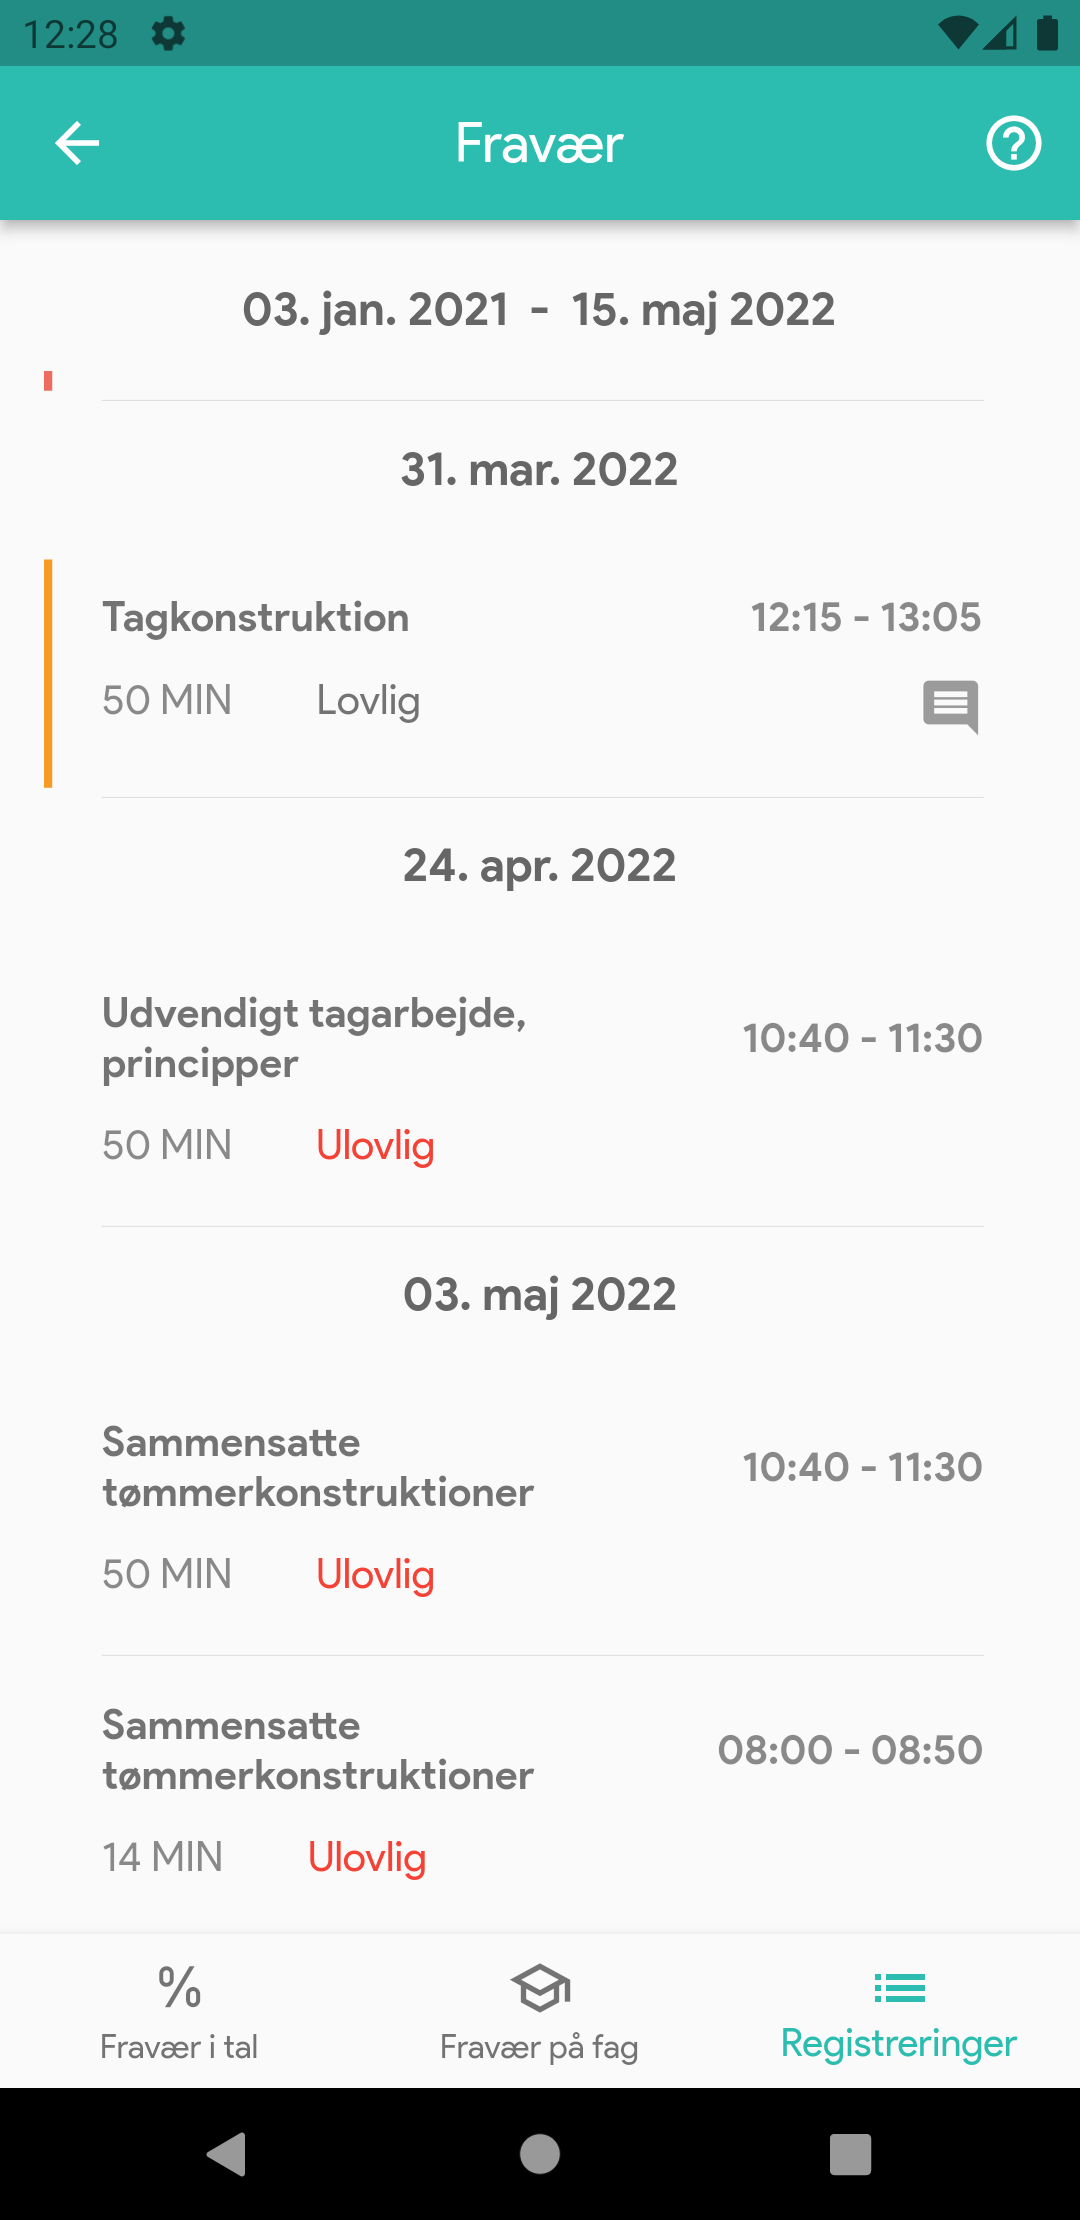 12:28
Fravær
03. jan. 2021 - 15. maj 2022
31. mar. 2022
Tagkonstruktion 12:15 - 13:05
50 MIN Lovlig
24. apr. 2022
Udvendigt tagarbejde,
principper
10:40 - 11:30
50 MIN Ulovlig
03. maj 2022
Sammensatte
tømmerkonstruktioner
10:40 - 11:30
50 MIN Ulovlig
Sammensatte
tømmerkonstruktioner
08:00 - 08:50
14 MIN Ulovlig
%
Fravær i tal Fravær på fag Registreringer